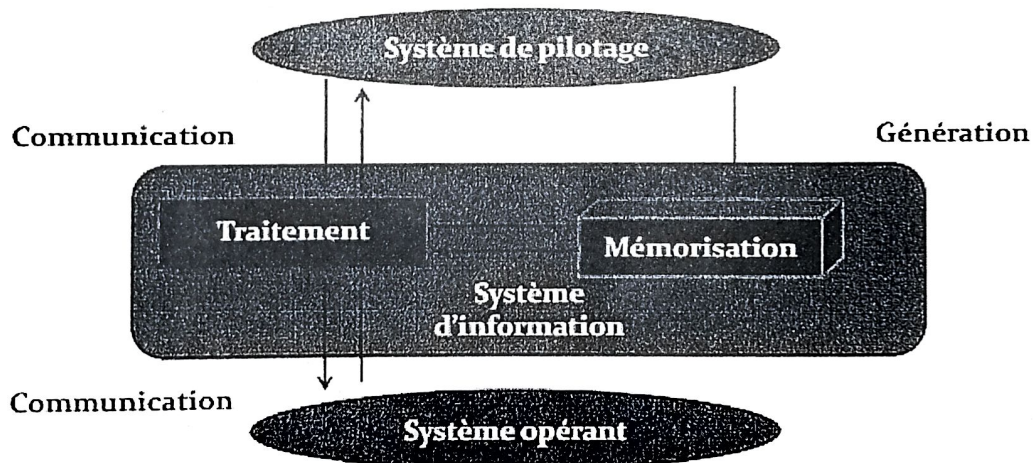 Système de pilotage
Communication
Génération
Traitement
Mémorisation
Système
d'information
Communication
Système opérant